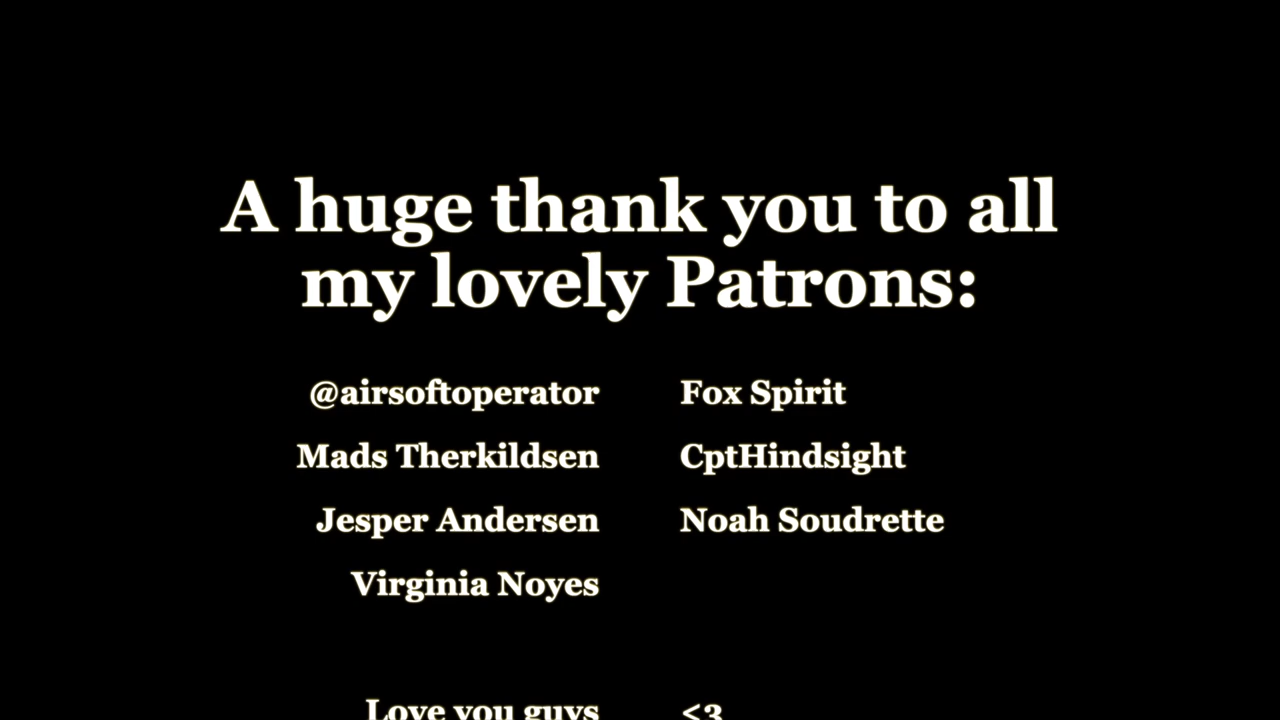 A huge thank you to all
my lovely Patrons:
@airsoftoperator Fox Spirit
Mads Therkildsen CptHindsight
Jesper Andersen Noah Soudrette
Virginia Noyes
Love you guys <3